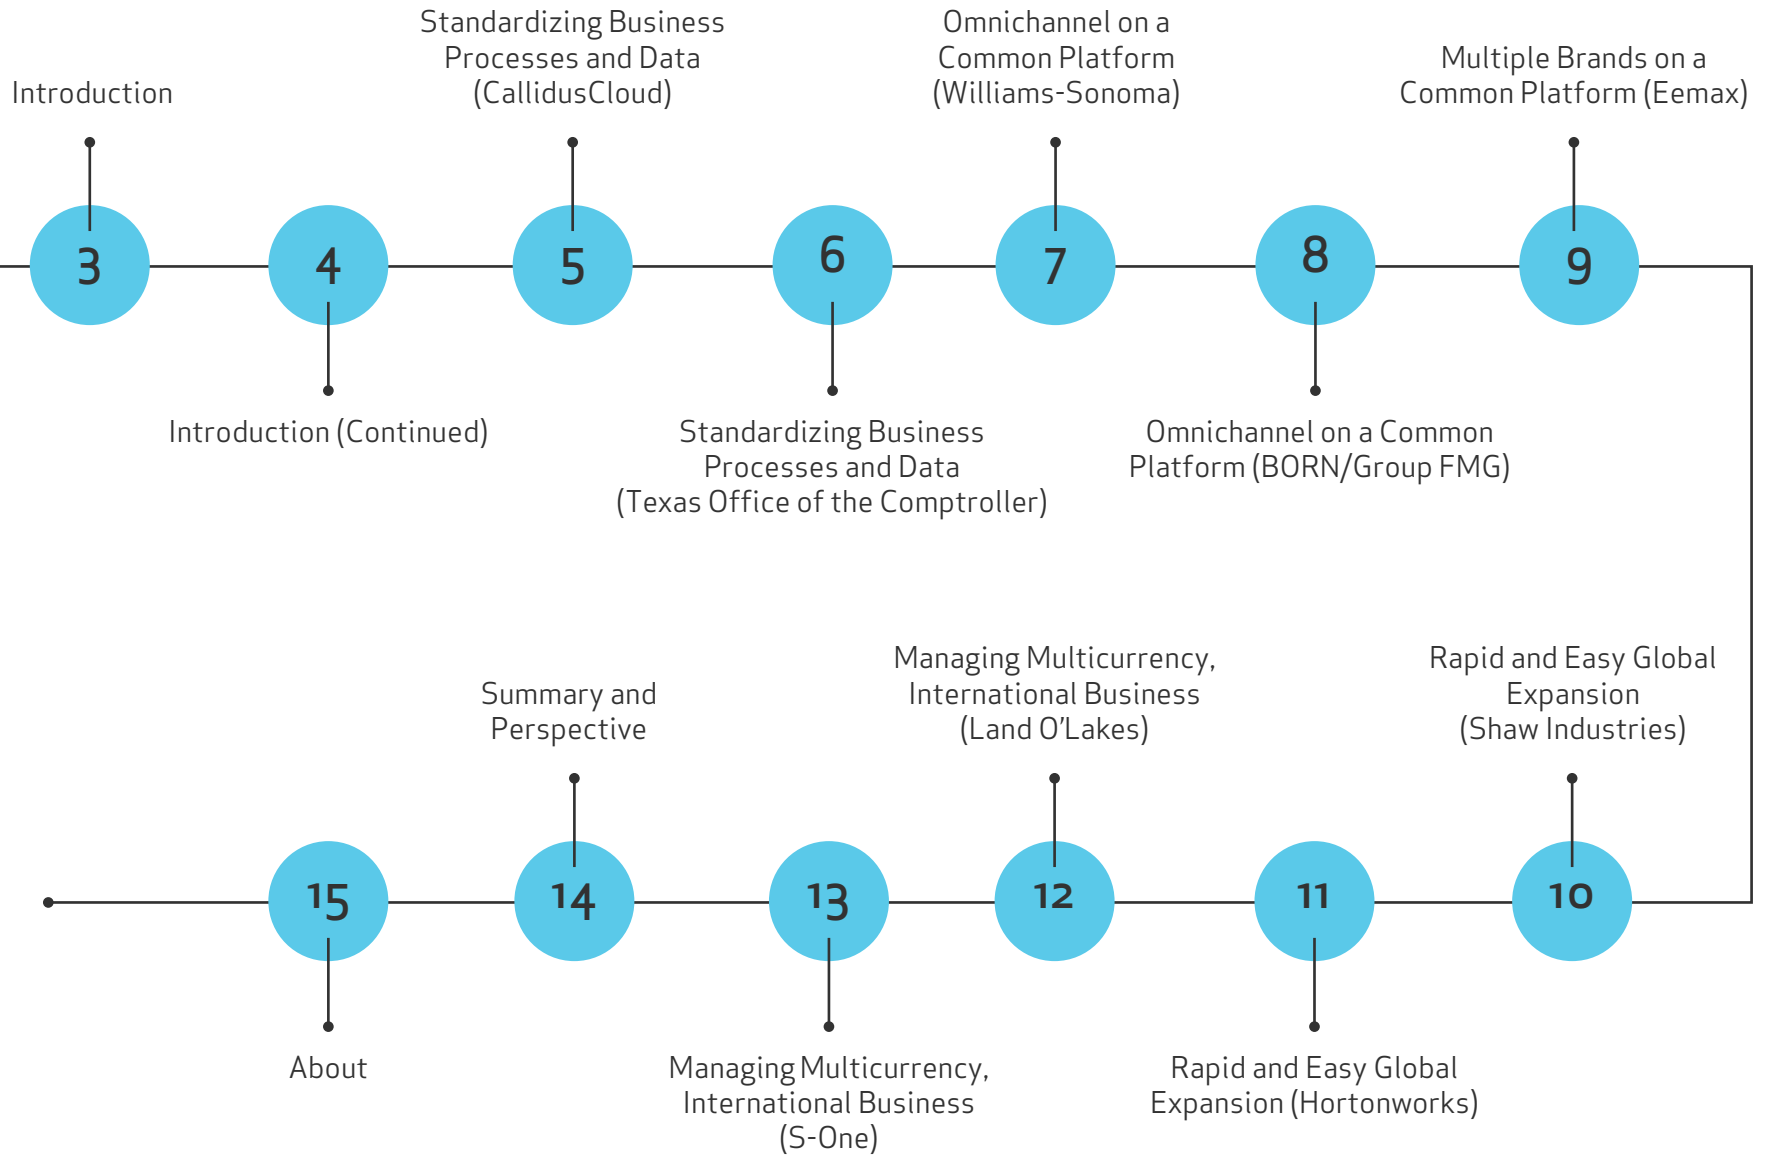 Introduction
3
4
Introduction (Continued)
Standardizing Business
Processes and Data
(CallidusCloud)
5
6
Standardizing Business
Processes and Data
(Texas Office of the Comptroller)
Omnichannel on a
Common Platform
(Williams-Sonoma)
7
8
Omnichannel on a Common
Platform (BORN/Group FMG)
Multiple Brands on a
Common Platform (Eemax)
9
Rapid and Easy Global
Expansion
(Shaw Industries)
10
11
Rapid and Easy Global
Expansion (Hortonworks)
Managing Multicurrency,
International Business
(Land O’Lakes)
12
13
Managing Multicurrency,
International Business
(S-One)
Summary and
Perspective
14
15
About